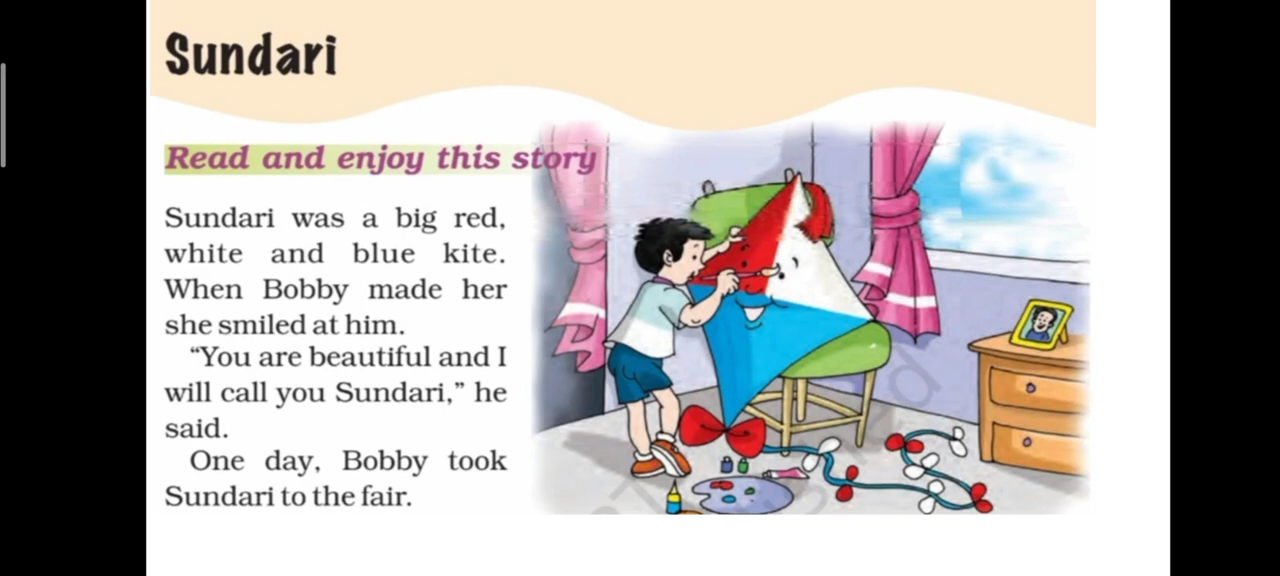 Sundari
Read and enjoy this story
Sundari was a big red,
white and blue kite.
When Bobby made her
she smiled at him.
“You are beautiful and I
will call you Sundari,” he
said.
One day, Bobby took
Sundari to the fair.